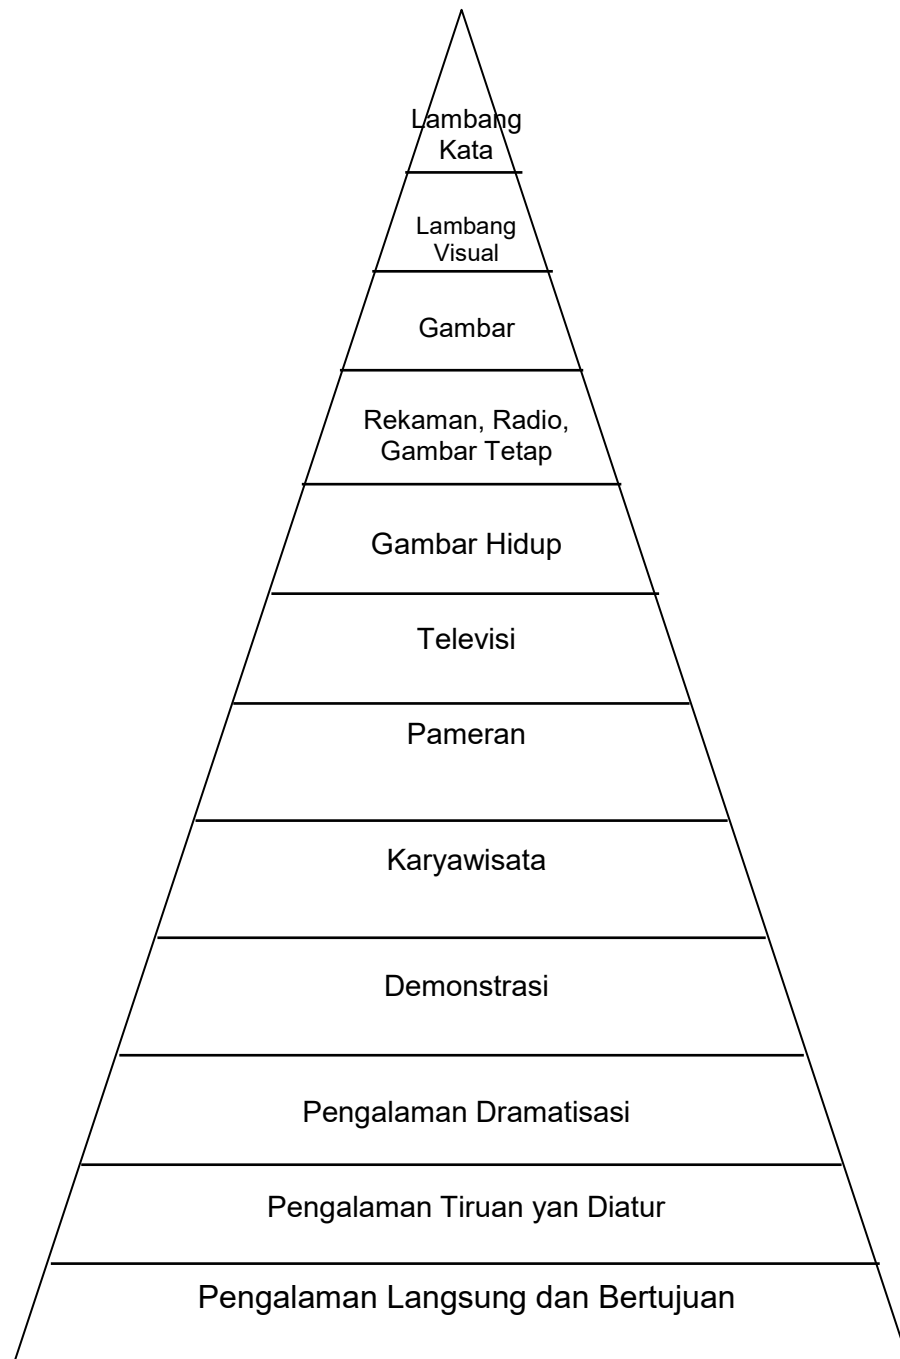 Lambang
Kata
Lambang
Visual
Gambar
Rekaman, Radio,
Gambar Tetap
Gambar Hidup
Televisi
Pameran
Karyawisata
Demonstrasi
Pengalaman Dramatisasi
Pengalaman Tiruan yan Diatur
Pengalaman Langsung dan Bertujuan